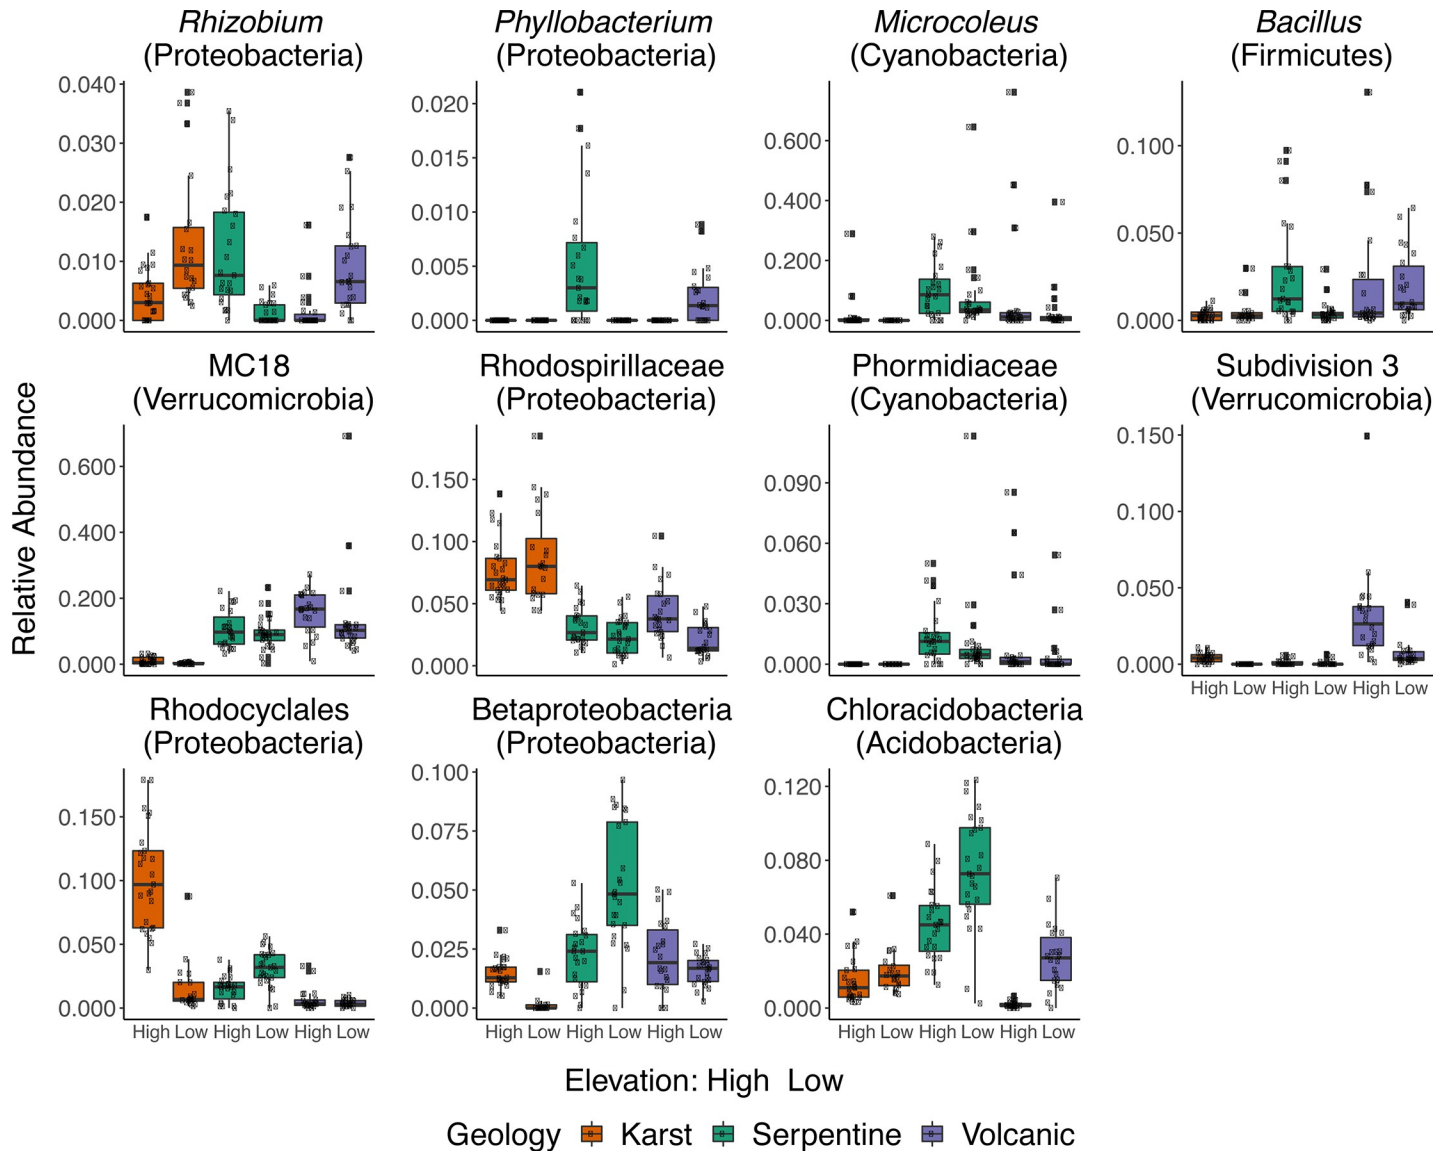 Rhizobium
(Proteobacteria)
Phyllobacterium
(Proteobacteria)
Microcoleus
(Cyanobacteria)
Bacillus
(Firmicutes)
0.040
0.030
0.020
0.010
0.000
0.020
0.015
0.010
0.005
0.000
0.600
0.400
0.200
0.000
0.100
0.050
0.000
Relative Abundance
MC18
(Verrucomicrobia)
Rhodospirillaceae
(Proteobacteria)
Phormidiaceae
(Cyanobacteria)
Subdivision 3
(Verrucomicrobia)
0.600
0.400
0.200
0.000
0.150
0.100
0.050
0.000
0.090
0.060
0.030
0.000
0.150
0.100
0.050
0.000
High Low High Low High Low
Rhodocyclales
(Proteobacteria)
Betaproteobacteria
(Proteobacteria)
Chloracidobacteria
(Acidobacteria)
0.150
0.100
0.050
0.000
High Low High Low High Low
0.100
0.075
0.050
0.025
0.000
High Low High Low High Low
0.120
0.080
0.040
0.000
High Low High Low High Low
Elevation: High Low
Geology Karst Serpentine Volcanic